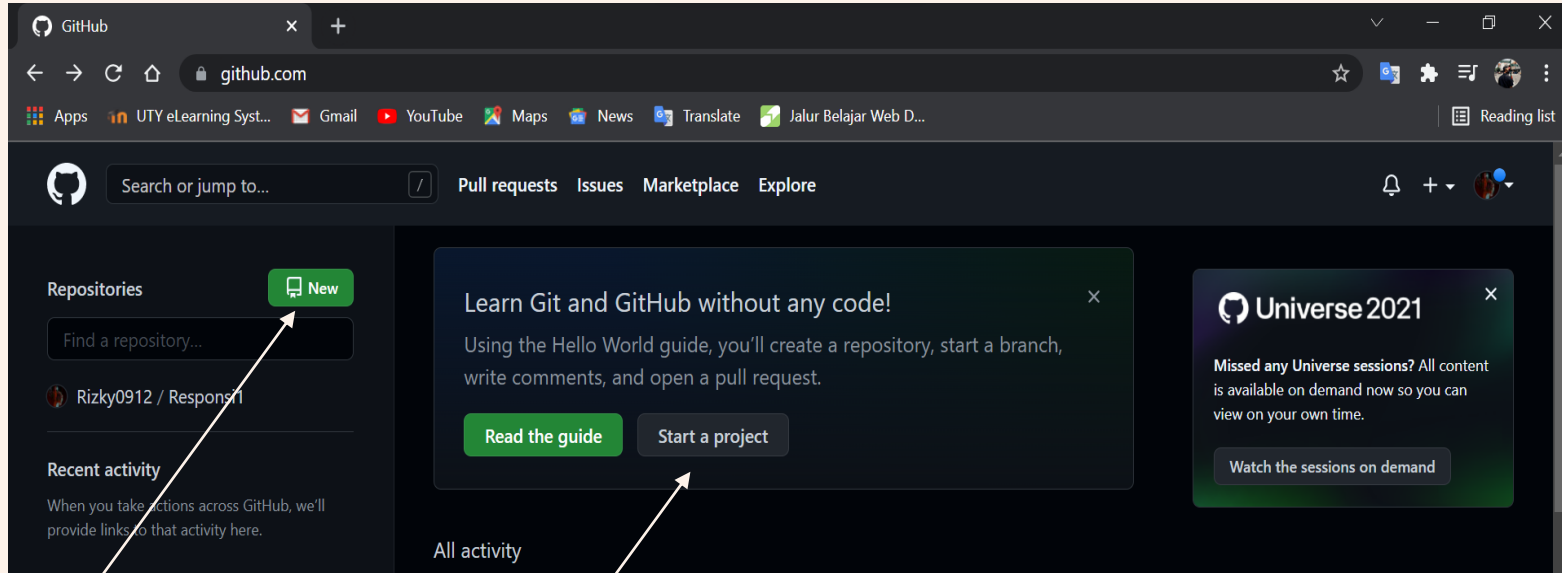 GitHub
github.com
Apps
UTY eLearning Syst...
Gmail
YouTube
Maps
News
Translate
Jalur Belajar Web D...
Reading list
Search or jump to...
/
Pull requests
Issues
Marketplace
Explore
Repositories
New
Find a repository...
Rizky0912 / Responsi1
Recent activity
When you take actions across GitHub, we'll
provide links to that activity here.
Learn Git and GitHub without any code!
Using the Hello World guide, you'll create a repository, start a branch,
write comments, and open a pull request.
Read the guide
Start a project
All activity
Universe 2021
Missed any Universe sessions? All content
is available on demand now so you can
view on your own time.
Watch the sessions on demand